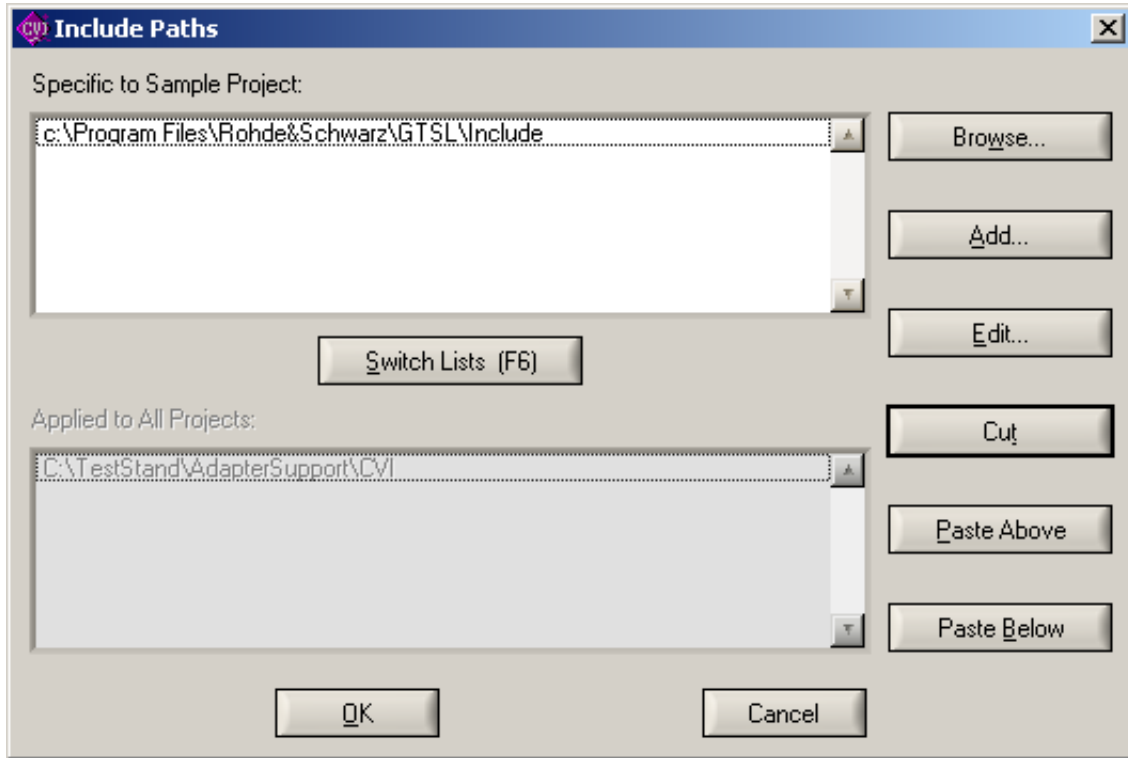 CVI Include Paths
Specific to Sample Project:
c:\Program Files\Rohde&Schwarz\GTSL\Include
Browse...
Add...
Edit...
Switch Lists (F6)
Applied to All Projects:
Cut
C:\TestStand\AdapterSupport\CVI
Paste Above
Paste Below
OK
Cancel